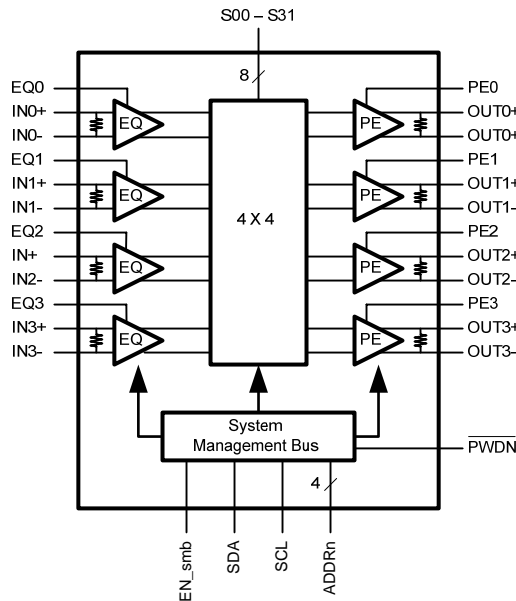 S00 – S31
8
EQ0
IN0+
IN0-
EQ
PE0
OUT0+
OUT0+
PE
EQ1
IN1+
IN1-
EQ
PE1
OUT1+
OUT1-
PE
4 X 4
EQ2
IN+
IN2-
EQ
PE2
OUT2+
OUT2-
PE
EQ3
IN3+
IN3-
EQ
PE3
OUT3+
OUT3-
PE
System
Management Bus
PWDN
4
EN_smb
SDA
SCL
ADDRn